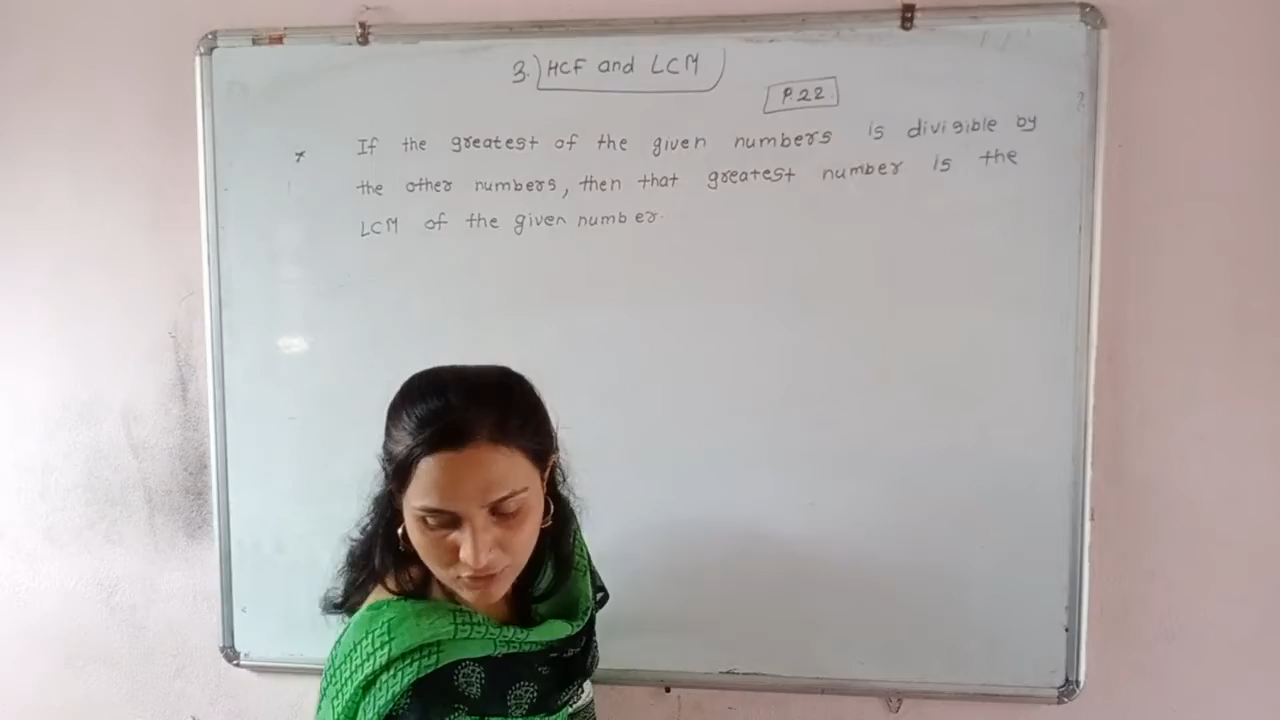 3. HCF and LCM
P. 22.
* If the greatest of the given numbers is divisible by
the other numbers, then that greatest number is the
LCM of the given number.